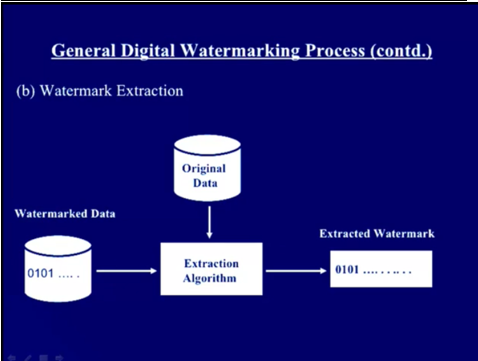 General Digital Watermarking Process (contd.)
(b) Watermark Extraction
Original
Data
Watermarked Data
Extracted Watermark
0101 .... .
Extraction
Algorithm
0101 .... . . .. . .